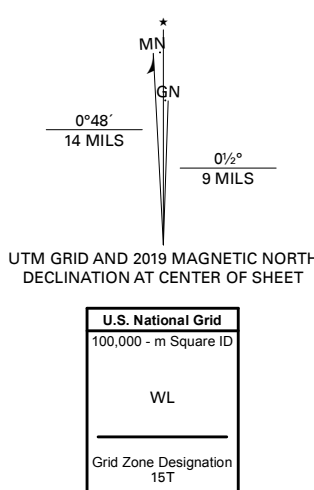 ★
MN
GN
0°48´
14 MILS
0½°
9 MILS
UTM GRID AND 2019 MAGNETIC NORTH
DECLINATION AT CENTER OF SHEET
U.S. National Grid
100,000 - m Square ID
WL
Grid Zone Designation
15T